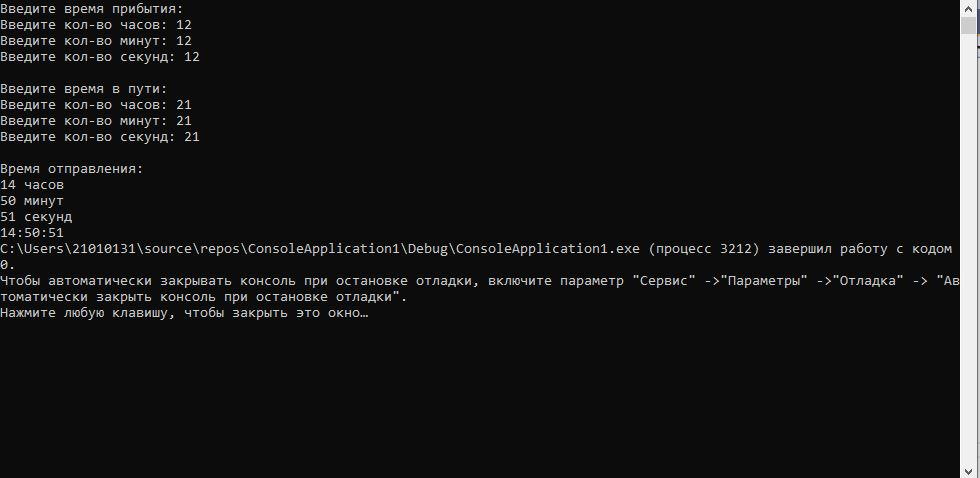 Введите время прибытия:
Введите кол-во часов: 12
Введите кол-во минут: 12
Введите кол-во секунд: 12
Введите время в пути:
Введите кол-во часов: 21
Введите кол-во минут: 21
Введите кол-во секунд: 21
Время отправления:
14 часов
50 минут
51 секунд
14:50:51
C:\Users\21010131\source\repos\ConsoleApplication1\Debug\ConsoleApplication1.exe (процесс 3212) завершил работу с кодом
0.
Чтобы автоматически закрывать консоль при остановке отладки, включите параметр "Сервис" ->"Параметры" ->"Отладка" -> "Ав
томатически закрыть консоль при остановке отладки".
Нажмите любую клавишу, чтобы закрыть это окно…